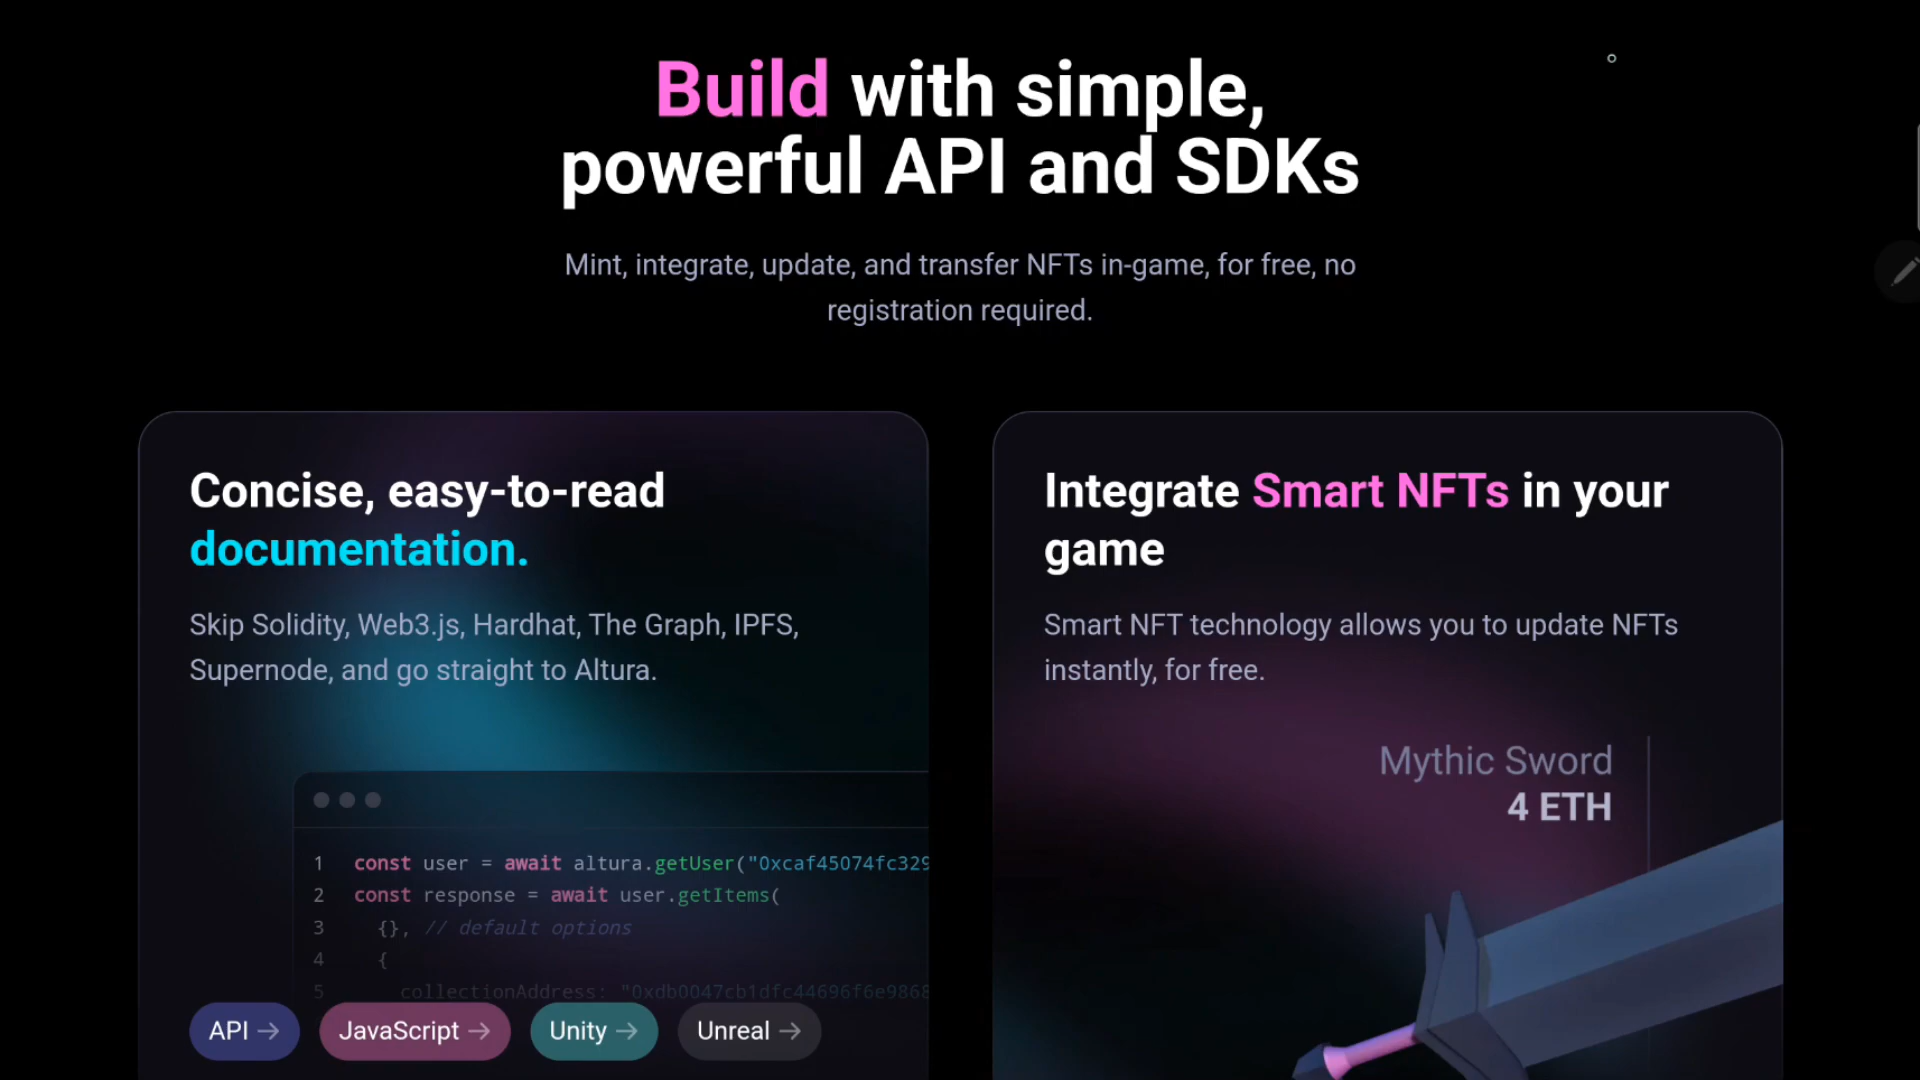 Build with simple,
powerful API and SDKs
Mint, integrate, update, and transfer NFTs in-game, for free, no
registration required.
Concise, easy-to-read
documentation.
Skip Solidity, Web3.js, Hardhat, The Graph, IPFS,
Supernode, and go straight to Altura.
1 const user = await altura.getUser("0xcaf45074fc329
2 const response = await user.getItems(
3 {}, // default options
4 {
5 collectionAddress: "0xdb0047cb1dfc44696f6e9868
API →
JavaScript →
Unity →
Unreal →
Integrate Smart NFTs in your
game
Smart NFT technology allows you to update NFTs
instantly, for free.
Mythic Sword
4 ETH